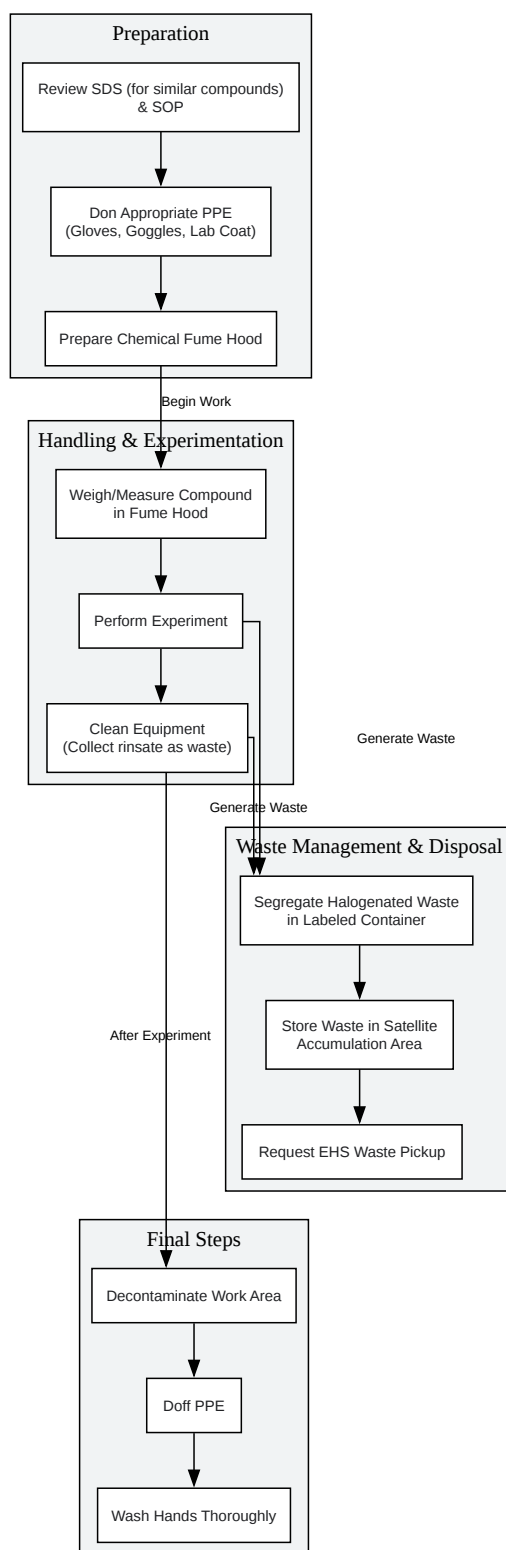 Preparation
Review SDS (for similar compounds)
& SOP
Don Appropriate PPE
(Gloves, Goggles, Lab Coat)
Prepare Chemical Fume Hood
Begin Work
Handling & Experimentation
Weigh/Measure Compound
in Fume Hood
Perform Experiment
Clean Equipment
(Collect rinsate as waste)
Generate Waste
Generate Waste
Waste Management & Disposal
Segregate Halogenated Waste
in Labeled Container
Store Waste in Satellite
Accumulation Area
After Experiment
Request EHS Waste Pickup
Final Steps
Decontaminate Work Area
Doff PPE
Wash Hands Thoroughly